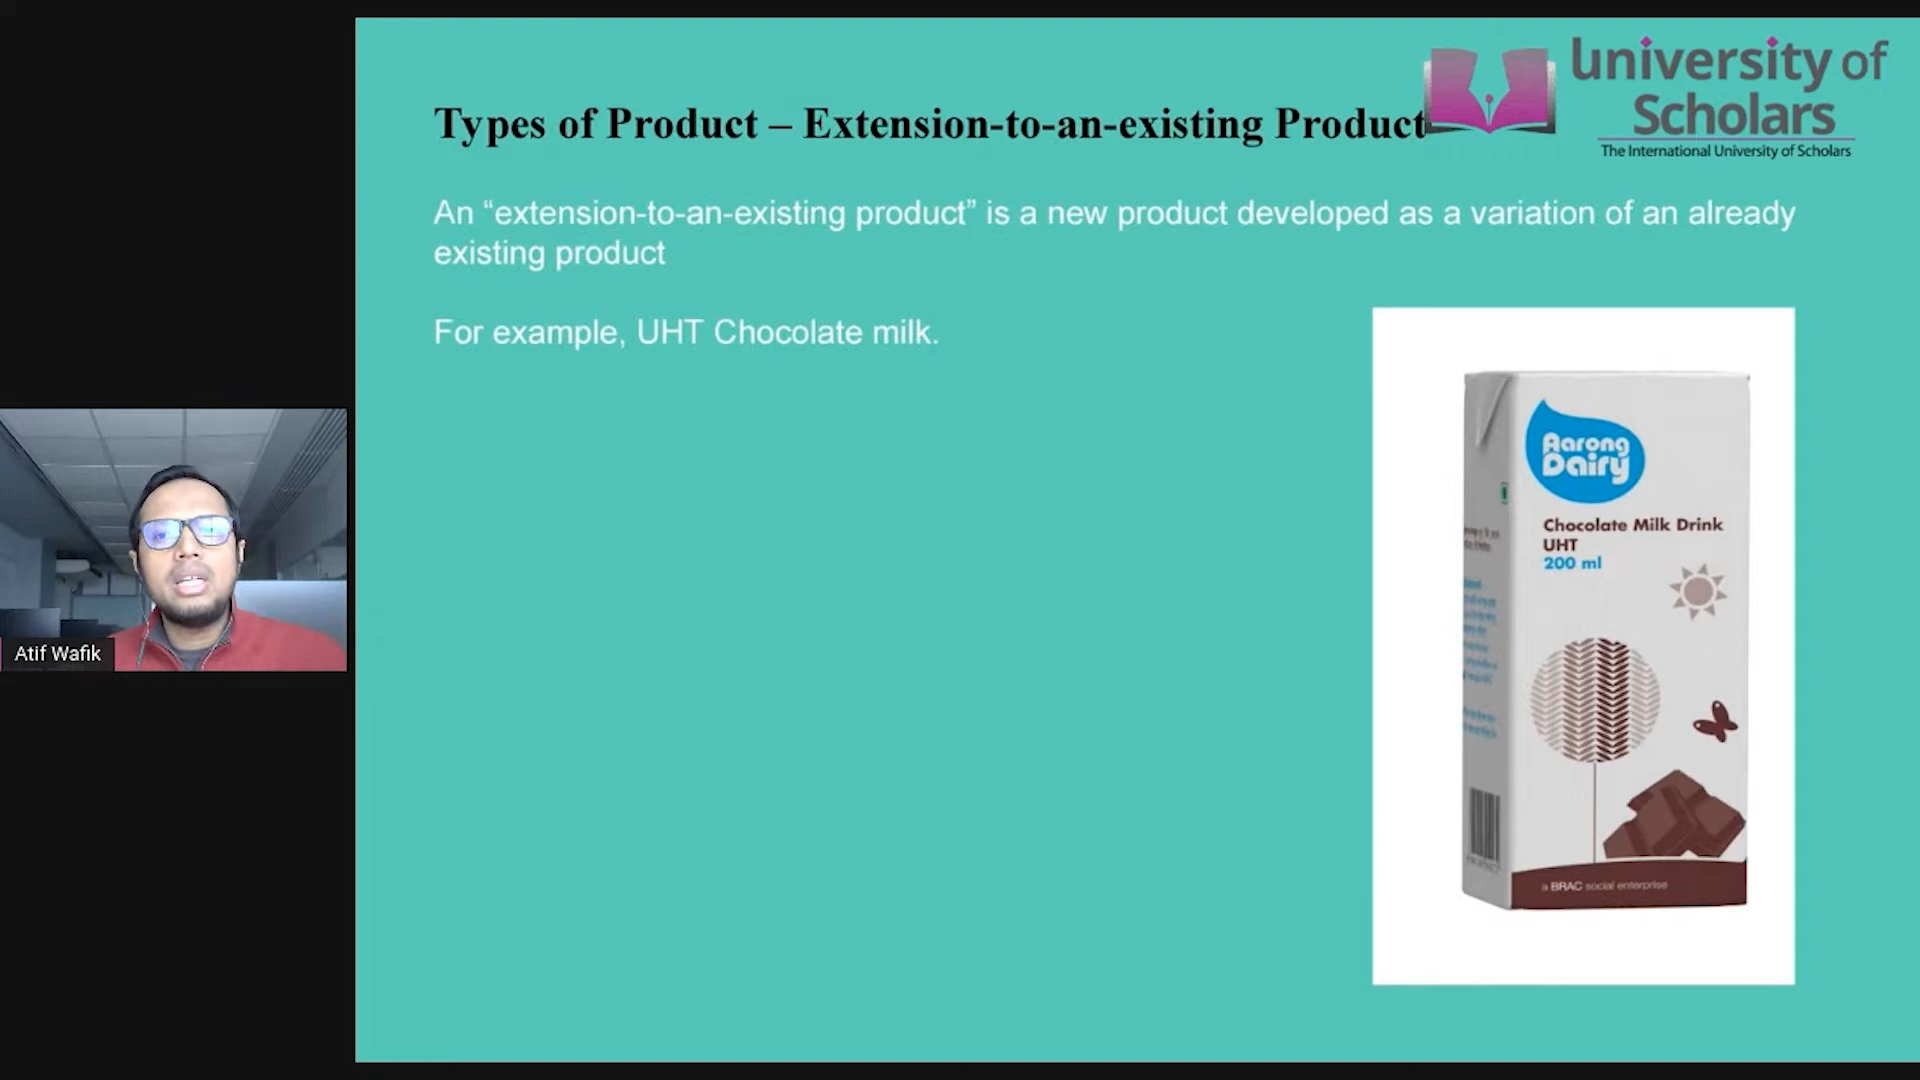 Types of Product – Extension-to-an-existing Product
University of
Scholars
The International University of Scholars
An “extension-to-an-existing product” is a new product developed as a variation of an already
existing product
For example, UHT Chocolate milk.
Aarong
Dairy
Chocolate Milk Drink
UHT
200 ml
a BRAC social enterprise
Atif Wafik